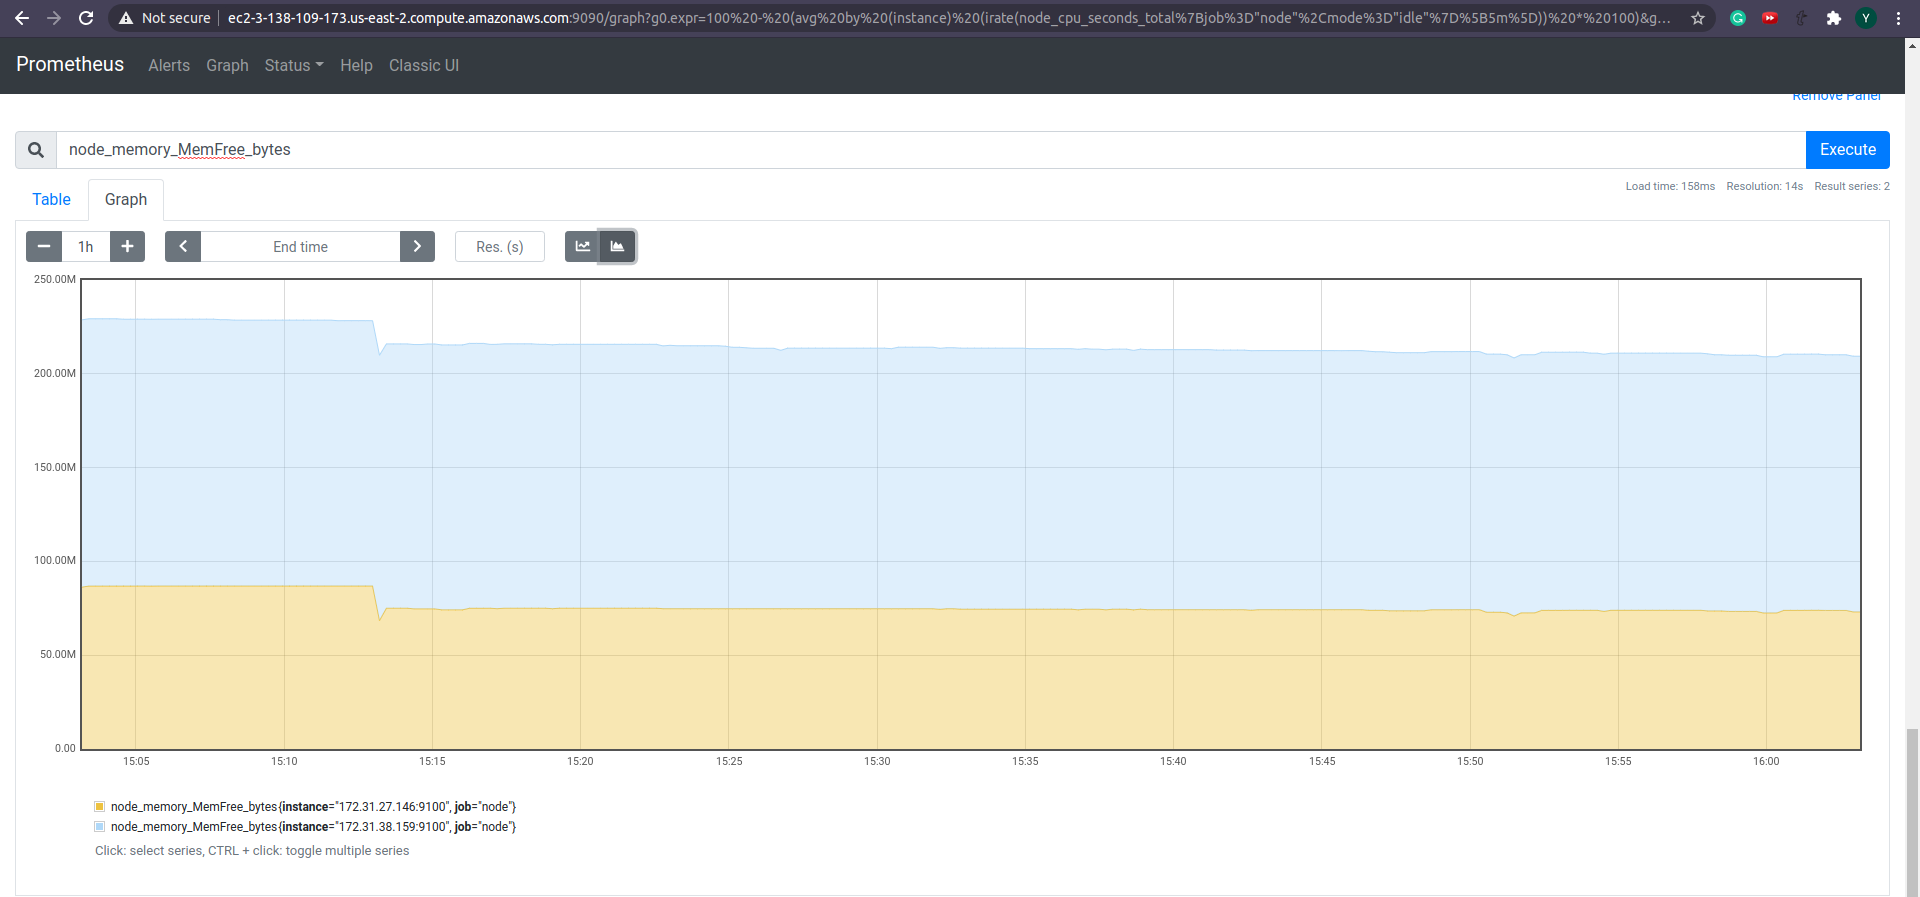 Not secure ec2-3-138-109-173.us-east-2.compute.amazonaws.com:9090/graph?g0.expr=100%20-%20(avg%20by%20(instance)%20(irate(node_cpu_seconds_total%7Bjob%3D"node"%2Cmode%3D"idle"%7D%5B5m%5D))%20*%20100)&g... Y
Prometheus Alerts Graph Status Help Classic UI
Remove Panel
node_memory_MemFree_bytes Execute
Table Graph Load time: 158ms Resolution: 14s Result series: 2
1h End time Res. (s)
250.00M
200.00M
150.00M
100.00M
50.00M
0.00
15:05 15:10 15:15 15:20 15:25 15:30 15:35 15:40 15:45 15:50 15:55 16:00
node_memory_MemFree_bytes{instance="172.31.27.146:9100", job="node"}
node_memory_MemFree_bytes{instance="172.31.38.159:9100", job="node"}
Click: select series, CTRL + click: toggle multiple series